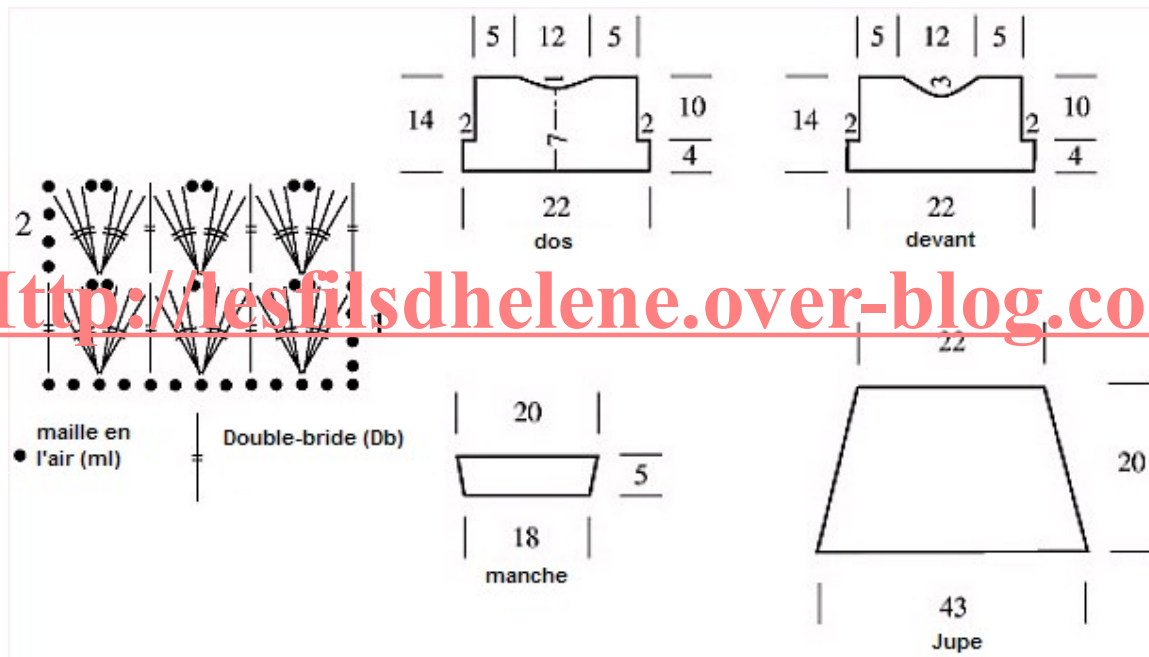 5 12 5
5 12 5
14 2 1 2 10
7
4
22
dos
14 2 3 2 10
4
22
devant
2
Http://lesfilsdhelene.over-blog.co
1
maille en
l'air (ml)
Double-bride (Db)
20
5
18
manche
22
20
43
Jupe